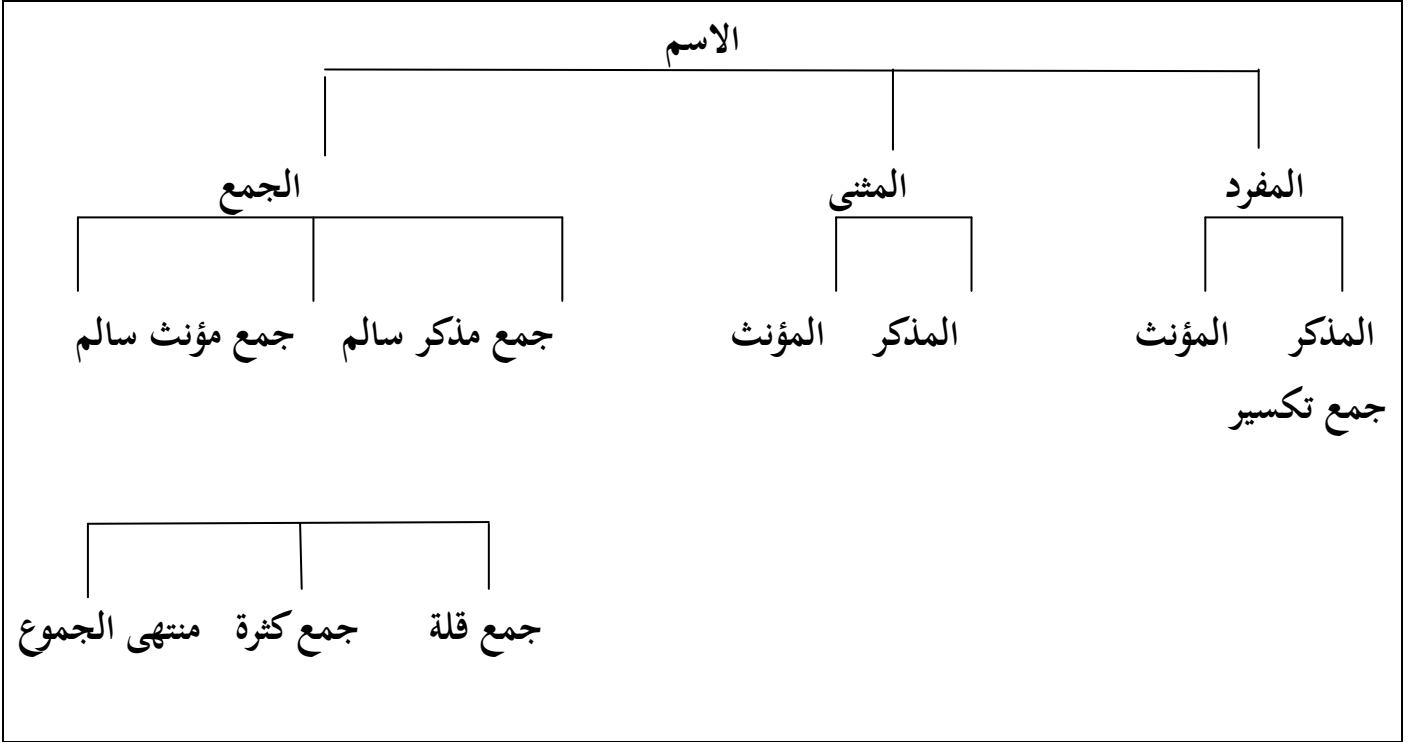 الاسم
المفرد المثنى الجمع
المذكر المؤنث المذكر المؤنث جمع مذكر سالم جمع مؤنث سالم
جمع تكسير
جمع قلة جمع كثرة منتهى الجموع